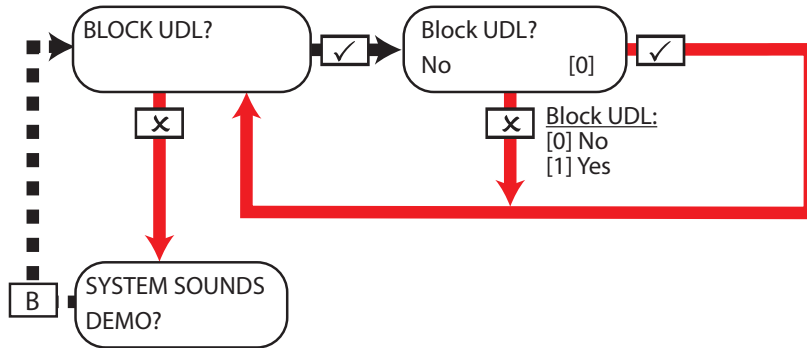 BLOCK UDL?
✓
Block UDL?
No [0]
✓
x
x
Block UDL:
[0] No
[1] Yes
B
SYSTEM SOUNDS
DEMO?